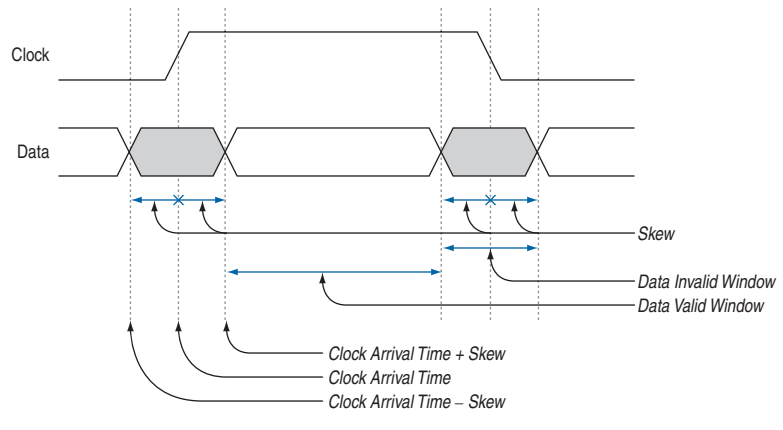 Clock
Data
Skew
Data Invalid Window
Data Valid Window
Clock Arrival Time + Skew
Clock Arrival Time
Clock Arrival Time – Skew